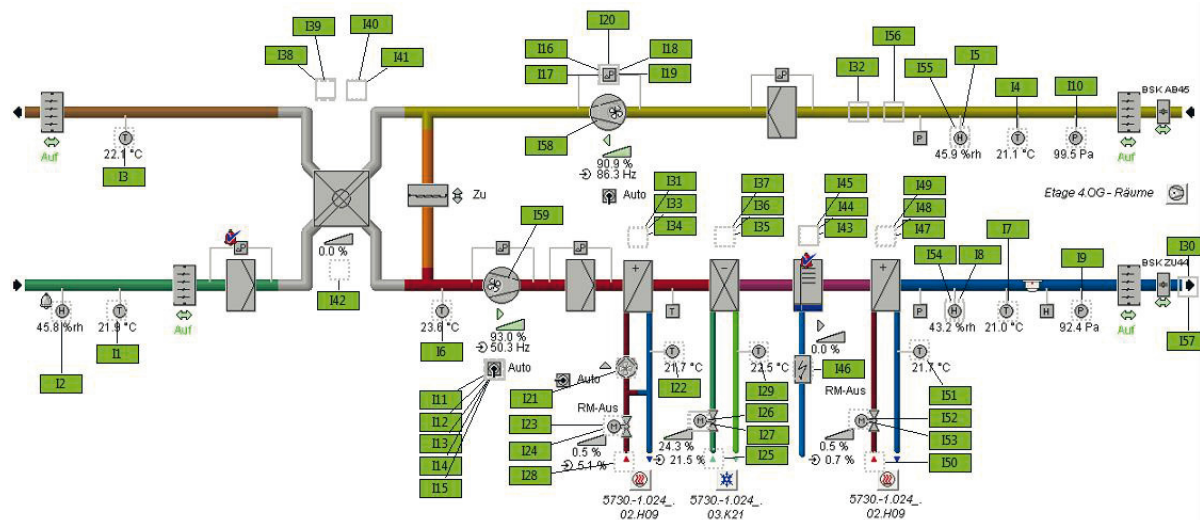 I39 I40 I20
I38 I41 I16 I18 I56
I17 I19 I32 I55 I5 I4 I10
BSK AB45
I58
Auf 22.1 °C 45.9 %rh 21.1 °C 99.5 Pa Auf
I3 90.9 % I57
86.3 Hz
Auto
Zu
Etage 4.OG - Räume
I31 I37 I45 I49
I33 I36 I44 I48
I34 I35 I43 I47
I59 I7
0.0 % I54 I8 I9 I30
BSK ZU44
I42
45.8 %rh 21.9 °C Auf 23.6 °C 93.0 % 43.2 %rh 21.0 °C 92.4 Pa Auf
50.3 Hz 0.0 %
I2 I1 I6 I57
Auto Auto 21.7 °C 22.5 °C I46 21.7 °C
I11 I21 I22 RM-Aus I51
I12 RM-Aus I29 I52
I13 I23 I26 I53
I14 I24 I27
I15 I28 0.5 % 24.3 % I25 0.5 % I50
5.1 % 21.5 % 0.7 %
5730.-1.024_. 5730.-1.024_. 5730.-1.024_.
02.H09 03.K21 02.H09